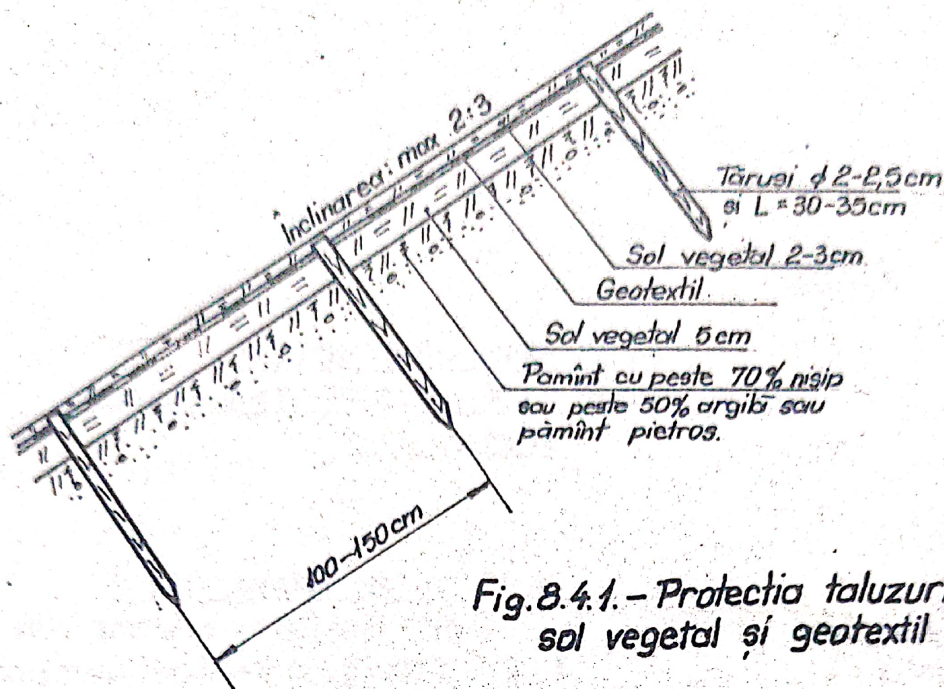 Înclinarea: max 2:3
Tăruși ϕ 2-2,5cm
și L = 30-35cm
Sol vegetal 2-3cm
Geotextil
Sol vegetal 5cm
Pamînt cu peste 70% nisip
sau peste 50% argilă sau
pămînt pietros.
100-150cm
Fig.8.4.1.- Protectia taluzuri
sol vegetal și geotextil